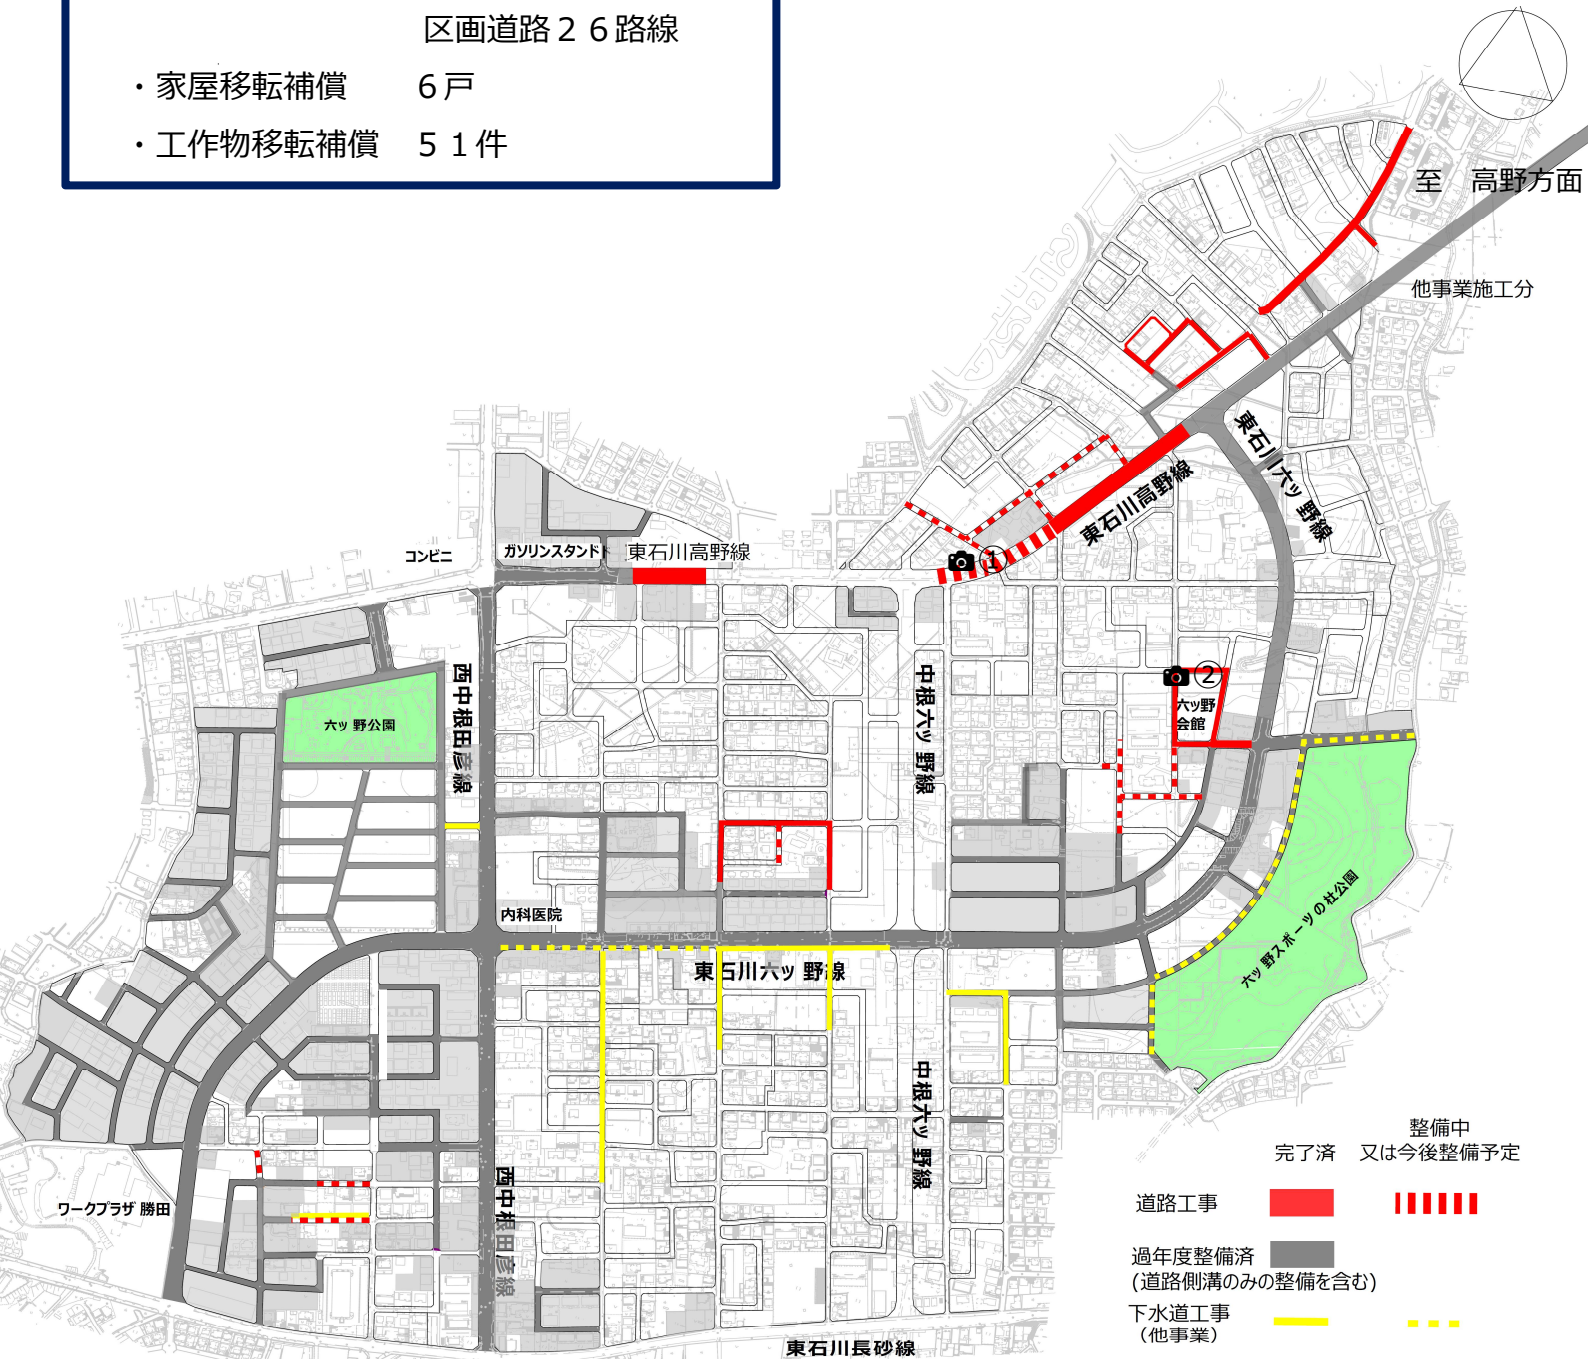 区画道路２６路線
・家屋移転補償　６戸
・工作物移転補償　５１件
至　高野方面
他事業施工分
東石川六ッ野線
東石川高野線
①
コンビニ
ガソリンスタンド
東石川高野線
西中根田彦線
中根六ッ野線
②
六ッ野
会館
六ッ野公園
内科医院
六ッ野スポーツの杜公園
東石川六ッ野線
中根六ッ野線
西中根田彦線
ワークプラザ勝田
東石川長砂線
完了済
整備中
又は今後整備予定
道路工事
過年度整備済
(道路側溝のみの整備を含む)
下水道工事
（他事業）